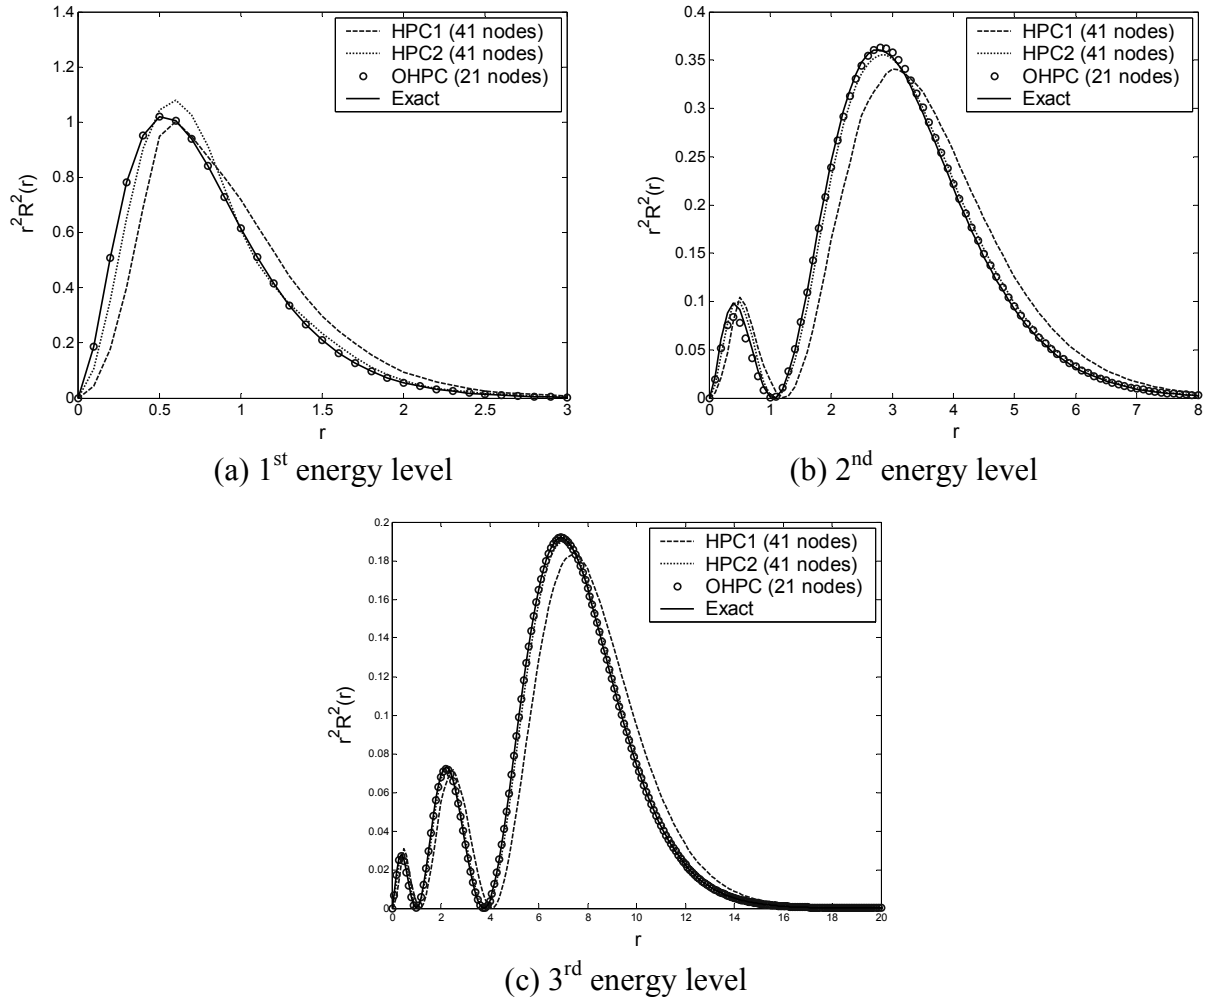 1.4
1.2
1
0.8
0.6
0.4
0.2
0
r²R²(r)
HPC1 (41 nodes)
HPC2 (41 nodes)
OHPC (21 nodes)
Exact
0 0.5 1 1.5 2 2.5 3
r
(a) 1st energy level
0.4
0.35
0.3
0.25
0.2
0.15
0.1
0.05
0
r²R²(r)
HPC1 (41 nodes)
HPC2 (41 nodes)
OHPC (21 nodes)
Exact
0 1 2 3 4 5 6 7 8
r
(b) 2nd energy level
0.2
0.18
0.16
0.14
0.12
0.1
0.08
0.06
0.04
0.02
0
r²R²(r)
HPC1 (41 nodes)
HPC2 (41 nodes)
OHPC (21 nodes)
Exact
0 2 4 6 8 10 12 14 16 18 20
r
(c) 3rd energy level